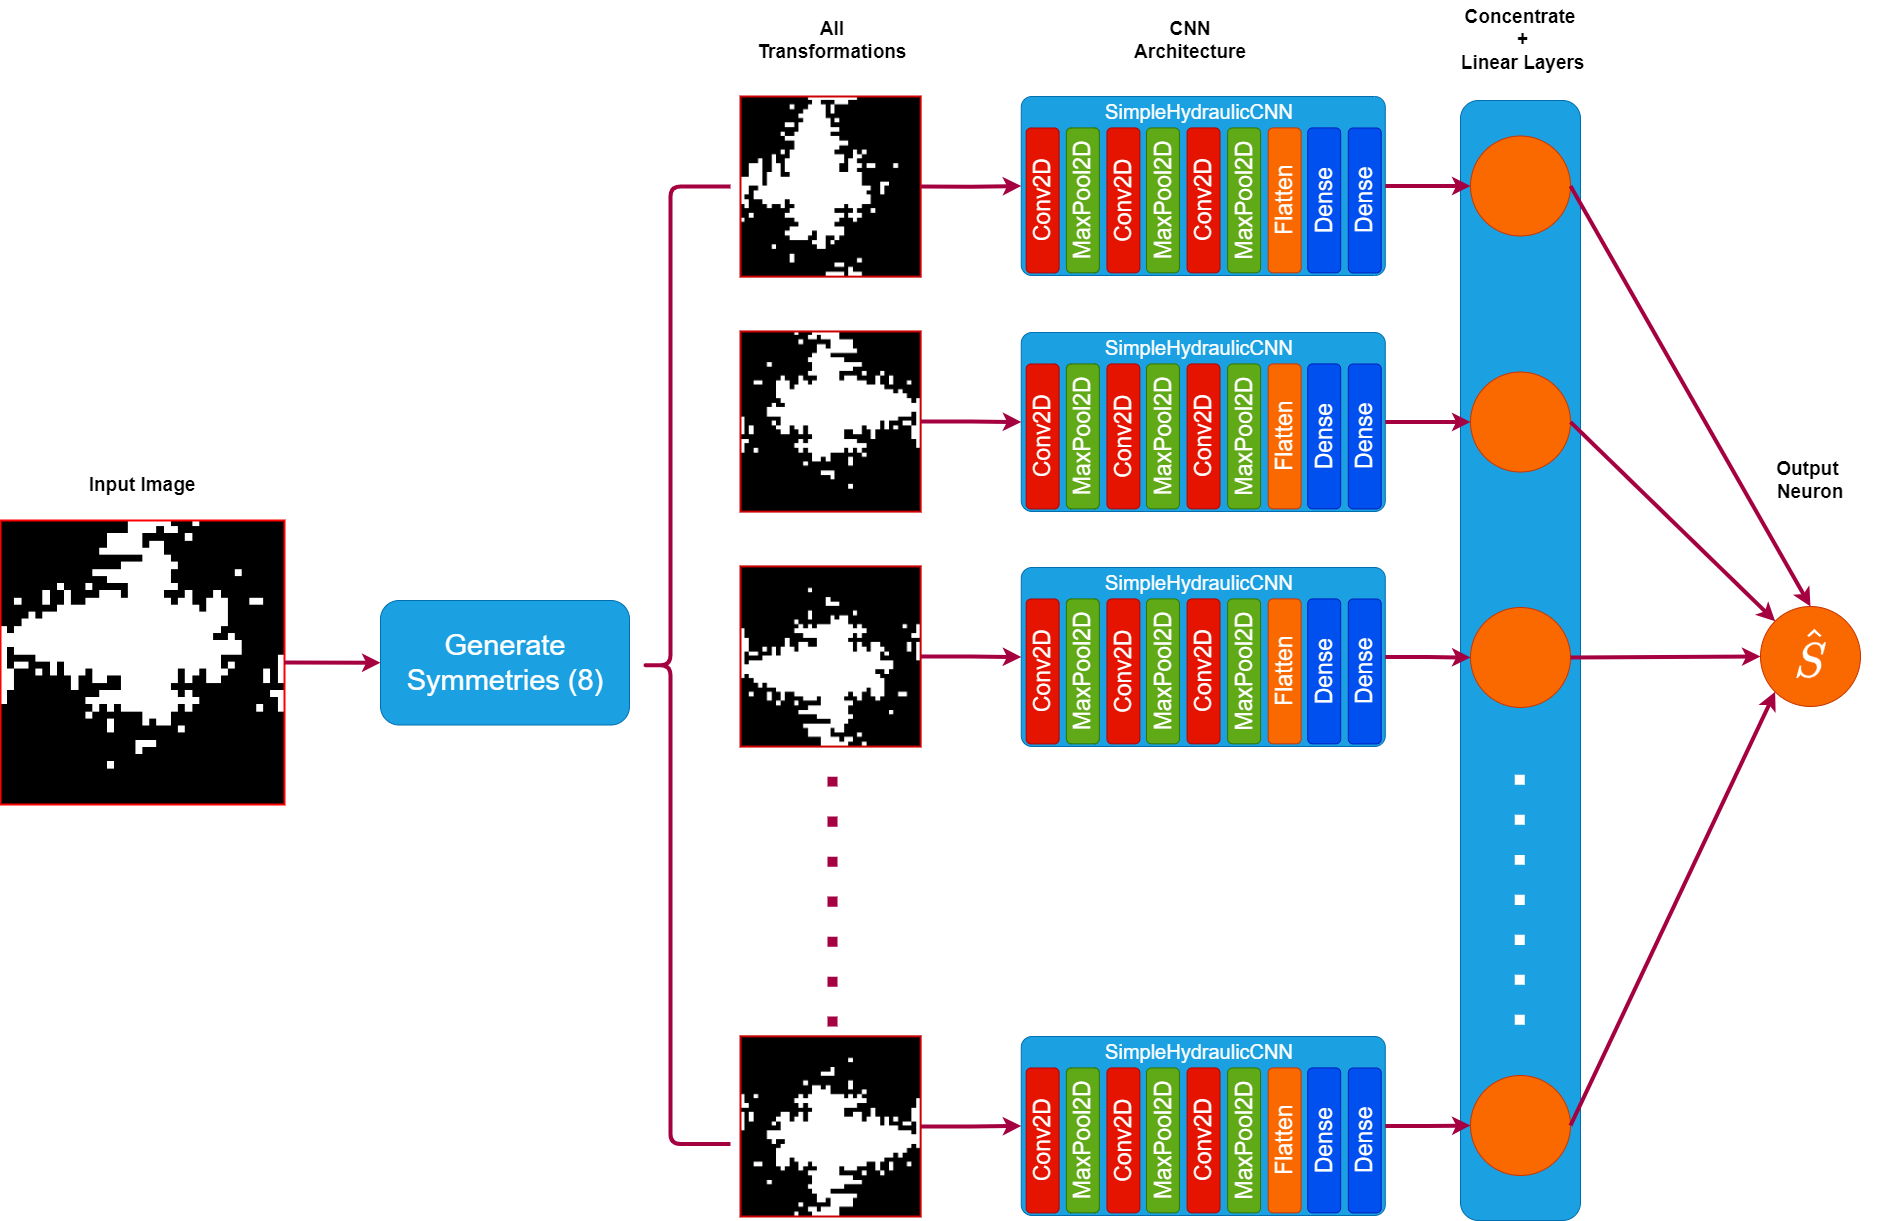 All
Transformations
CNN
Architecture
Concentrate
+
Linear Layers
SimpleHydraulicCNN
Conv2D
MaxPool2D
Conv2D
MaxPool2D
Conv2D
MaxPool2D
Flatten
Dense
Dense
SimpleHydraulicCNN
Conv2D
MaxPool2D
Conv2D
MaxPool2D
Conv2D
MaxPool2D
Flatten
Dense
Dense
Input Image
Generate
Symmetries (8)
SimpleHydraulicCNN
Conv2D
MaxPool2D
Conv2D
MaxPool2D
Conv2D
MaxPool2D
Flatten
Dense
Dense
Output
Neuron
Ŝ
SimpleHydraulicCNN
Conv2D
MaxPool2D
Conv2D
MaxPool2D
Conv2D
MaxPool2D
Flatten
Dense
Dense